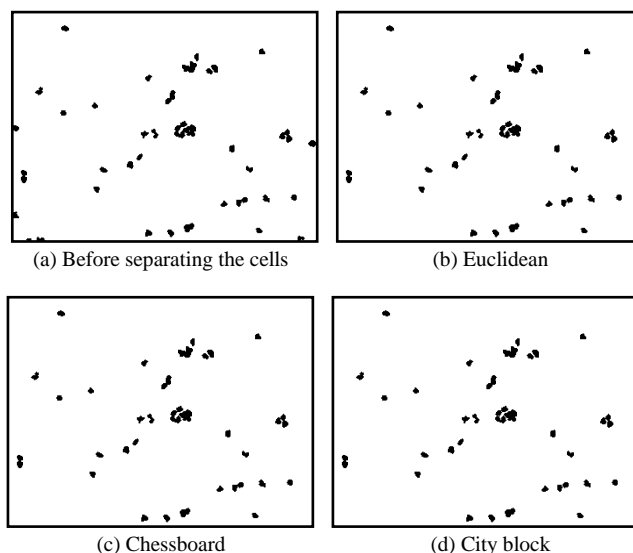 (a) Before separating the cells
(b) Euclidean
(c) Chessboard
(d) City block